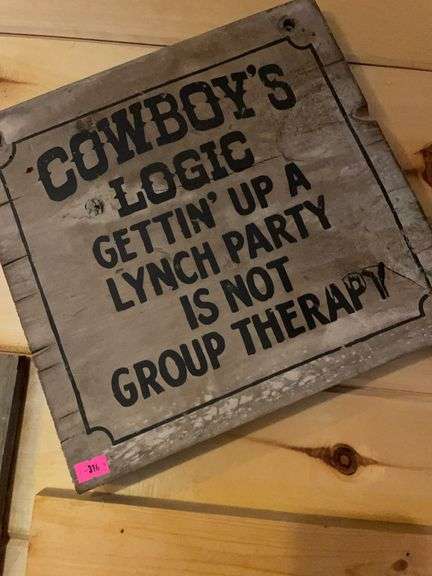 COWBOY'S
LOGIC
GETTIN' UP A
LYNCH PARTY
IS NOT
GROUP THERAPY